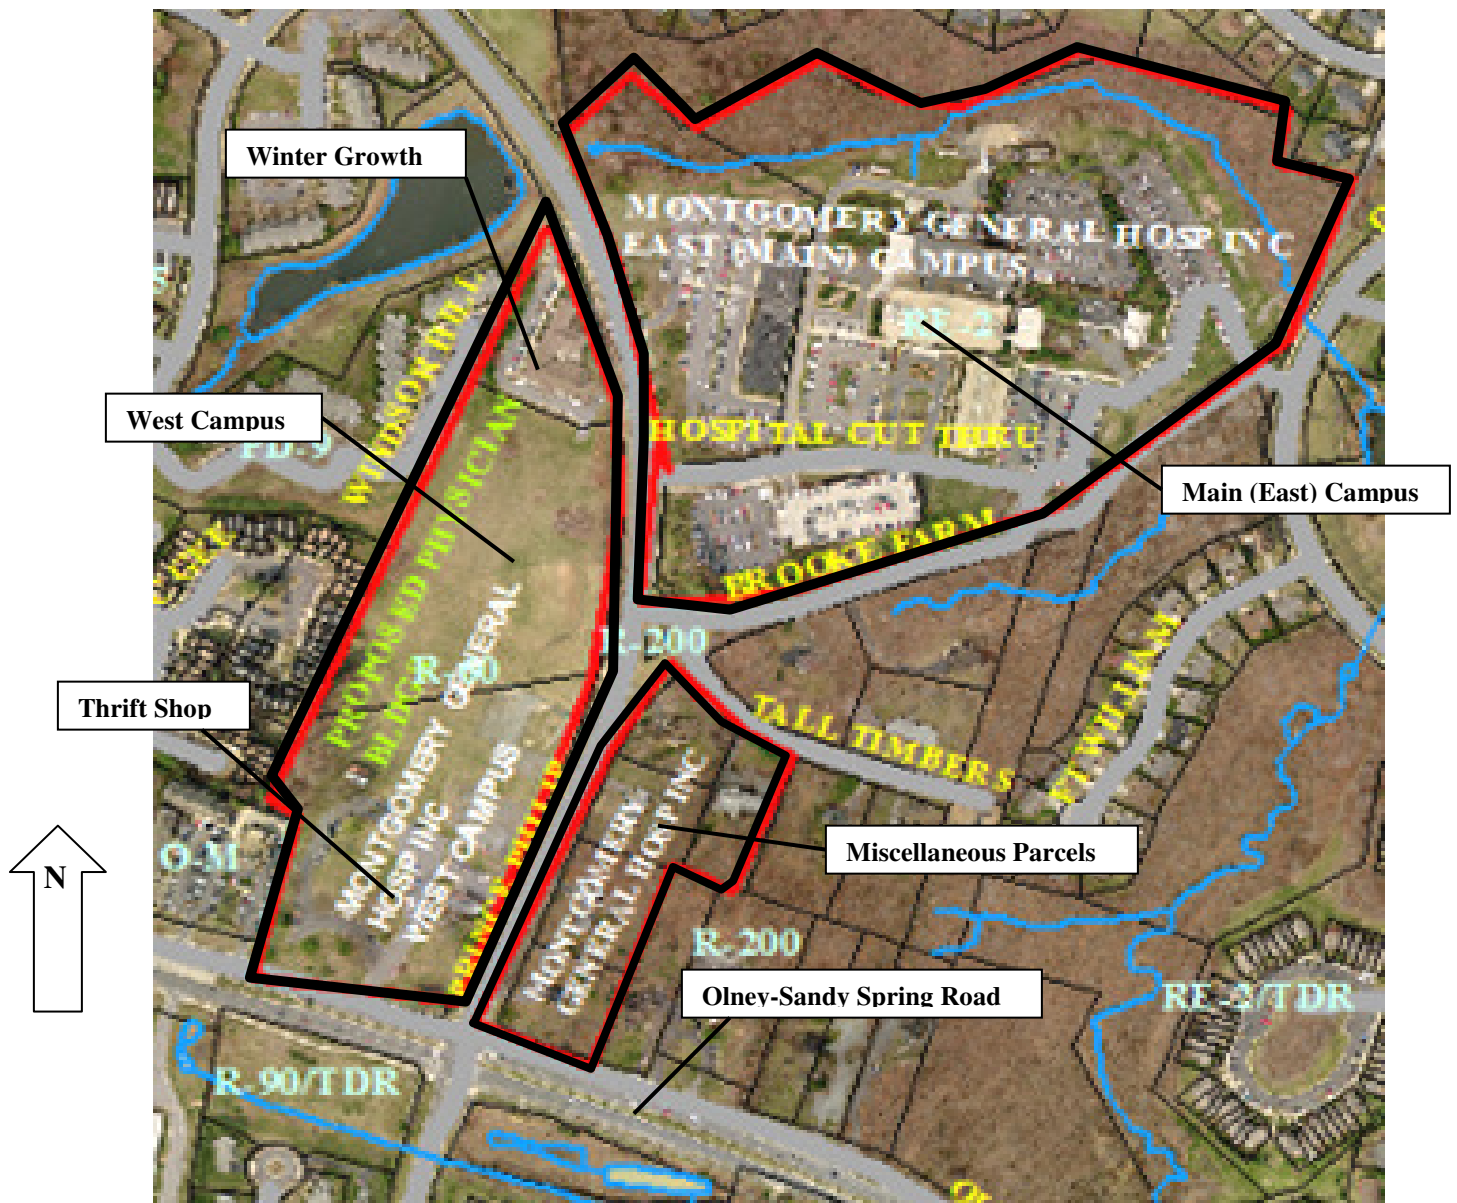 Winter Growth
MONTGOMERY GENERAL HOSP INC
EAST (MAIN) CAMPUS
RE-2
WINDSOR HILL
West Campus
PD-9
HOSPITAL CUT THRU
Main (East) Campus
BROOKE FARM
PROPOSED PHYSICIAN
BLDG
R-60
R-200
MONTGOMERY GENERAL
HOSP INC
WEST CAMPUS
Thrift Shop
TALL TIMBERS
FT WILLIAM
MONTGOMERY
GENERAL HOSP INC
Miscellaneous Parcels
O-M
N
R-200
Olney-Sandy Spring Road
RE-2/TDR
R-90/TDR